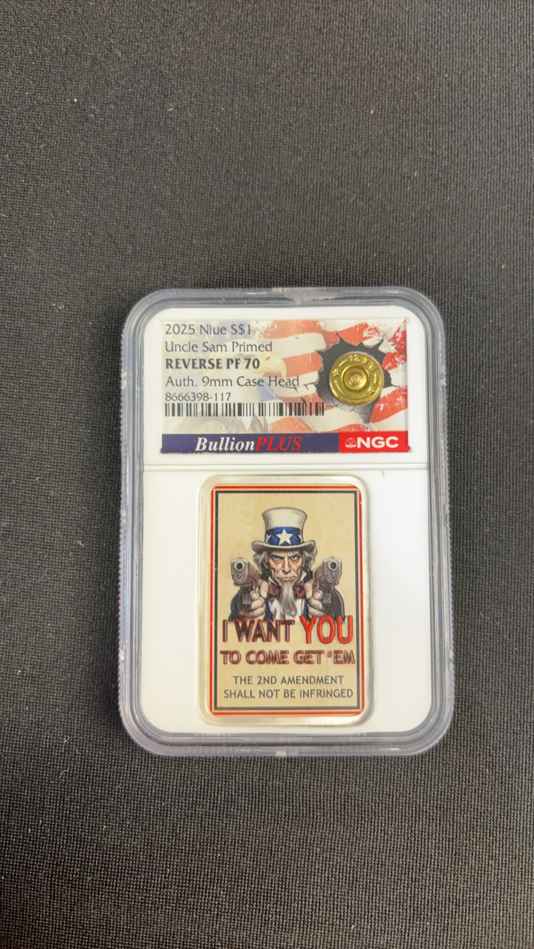 2025 Niue S$1
Uncle Sam Primed
REVERSE PF 70
Auth. 9mm Case Head
8666398-117
BullionPLUS
NGC
I WANT YOU
TO COME GET 'EM
THE 2ND AMENDMENT
SHALL NOT BE INFRINGED